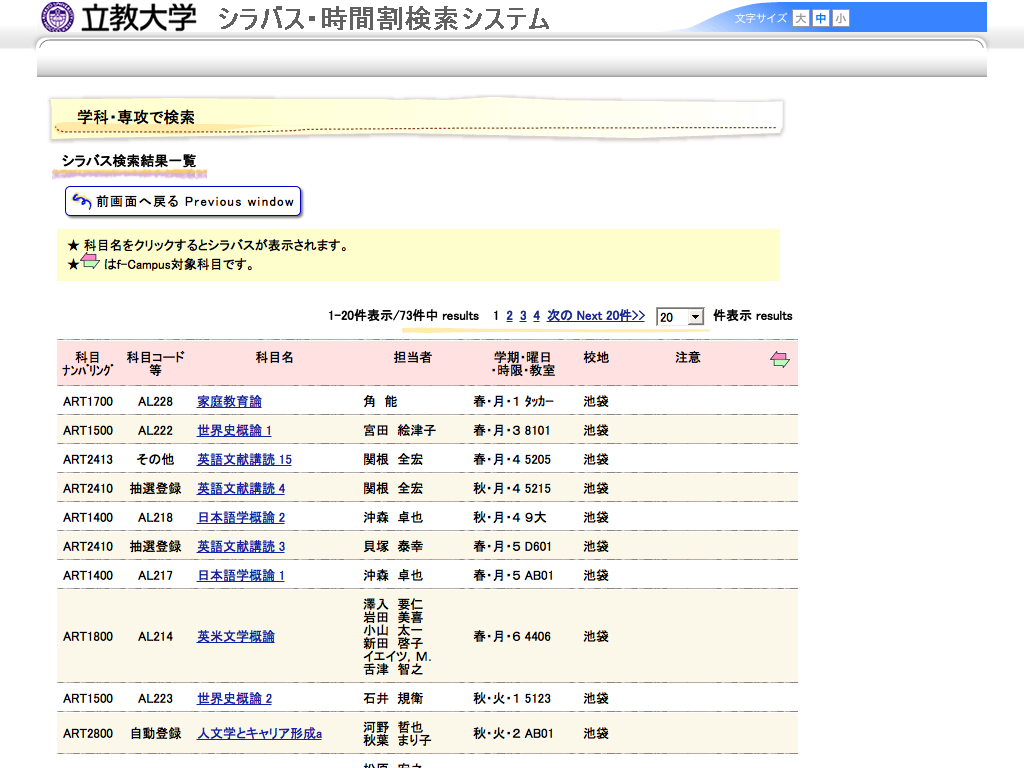 立教大学 シラバス・時間割検索システム 文字サイズ 大 中 小
学科・専攻で検索
シラバス検索結果一覧
前画面へ戻る Previous window
★ 科目名をクリックするとシラバスが表示されます。
★ はf-Campus対象科目です。
1-20件表示/73件中 results 1 2 3 4 次の Next 20件>> 20 件表示 results
科目 科目コード 科目名 担当者 学期・曜日 校地 注意
ﾅﾝﾊﾞﾘﾝｸﾞ 等 ・時限・教室
ART1700 AL228 家庭教育論 角 能 春・月・1 ﾀｯｶｰ 池袋
ART1500 AL222 世界史概論 1 宮田 絵津子 春・月・3 8101 池袋
ART2413 その他 英語文献講読 15 関根 全宏 春・月・4 5205 池袋
ART2410 抽選登録 英語文献講読 4 関根 全宏 秋・月・4 5215 池袋
ART1400 AL218 日本語学概論 2 沖森 卓也 秋・月・4 9大 池袋
ART2410 抽選登録 英語文献講読 3 貝塚 泰幸 春・月・5 D601 池袋
ART1400 AL217 日本語学概論 1 沖森 卓也 春・月・5 AB01 池袋
澤入 要仁
岩田 美喜
小山 太一
ART1800 AL214 英米文学概論 新田 啓子 春・月・6 4406 池袋
イエイツ, M.
舌津 智之
ART1500 AL223 世界史概論 2 石井 規衛 秋・火・1 5123 池袋
ART2800 自動登録 人文学とキャリア形成a 河野 哲也 秋・火・2 AB01 池袋
秋葉 まり子